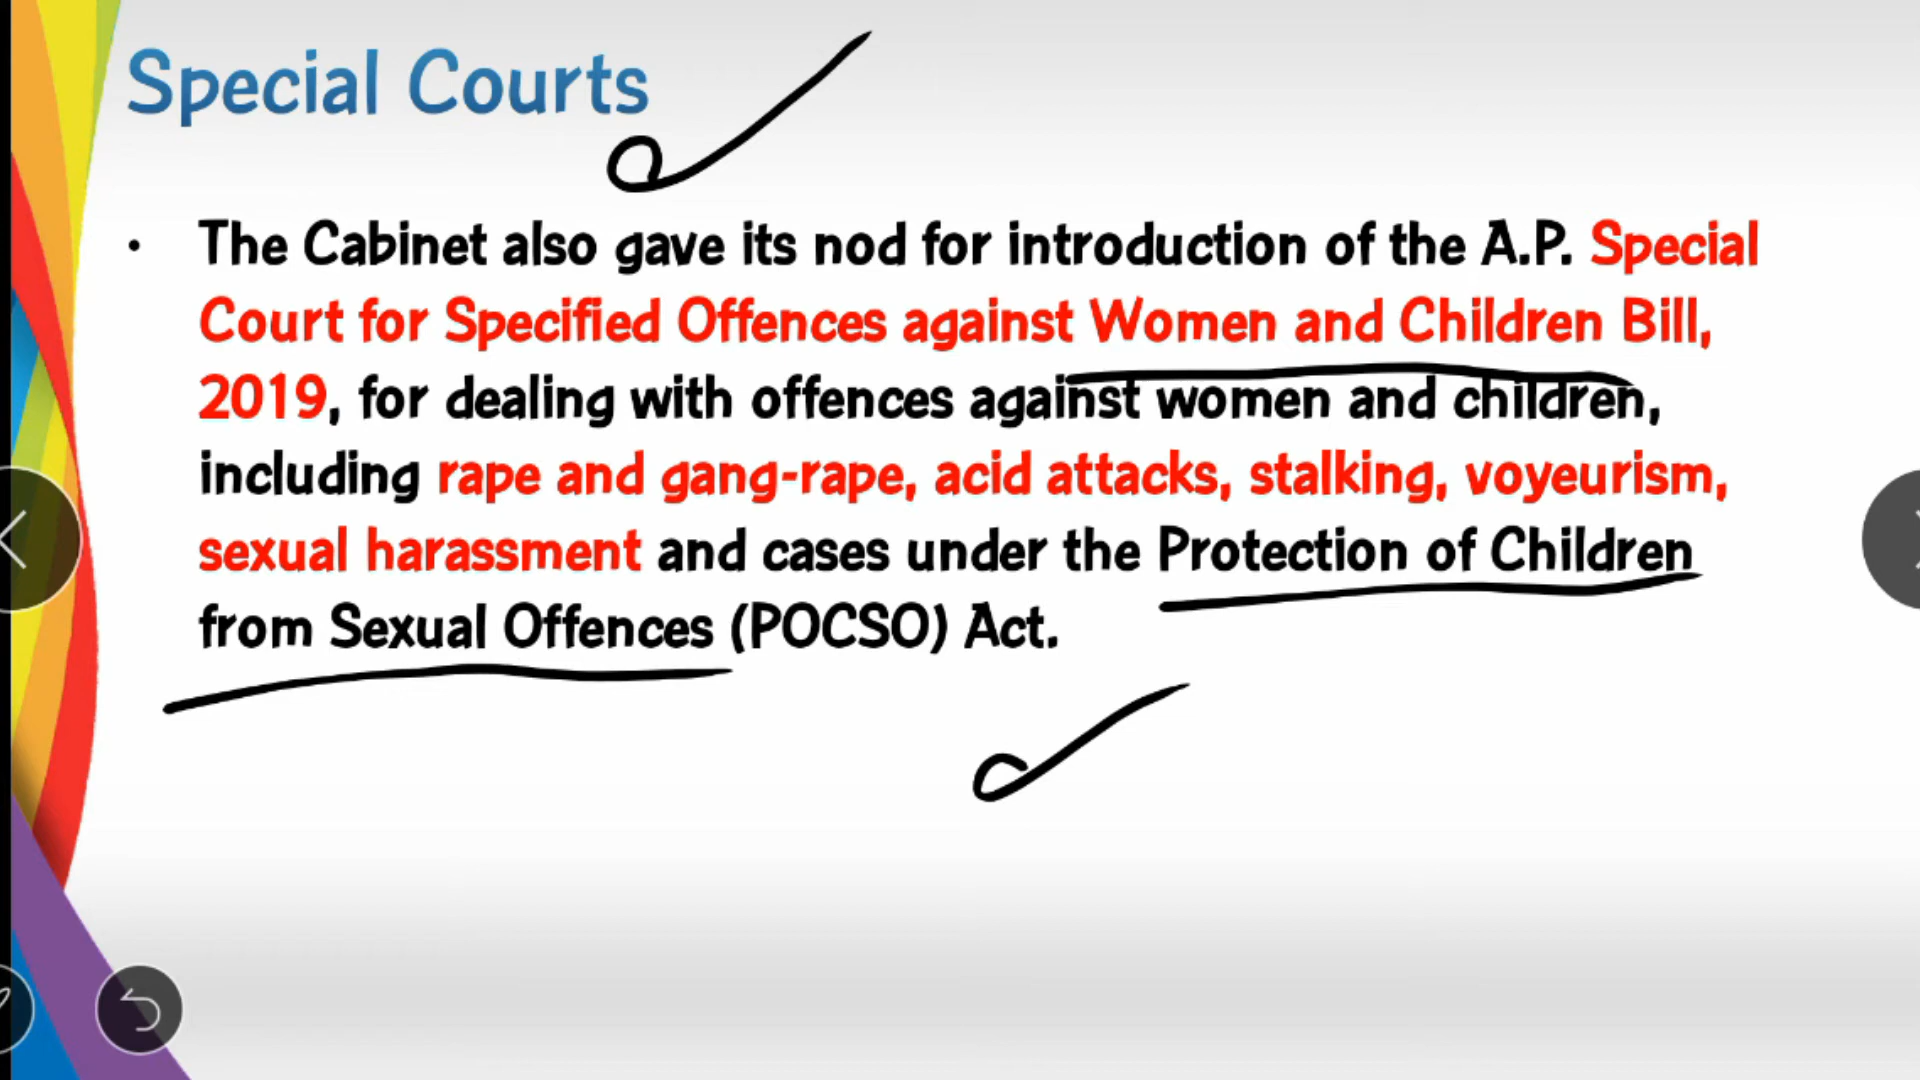 Special Courts
• The Cabinet also gave its nod for introduction of the A.P. Special
Court for Specified Offences against Women and Children Bill,
2019, for dealing with offences against women and children,
including rape and gang-rape, acid attacks, stalking, voyeurism,
sexual harassment and cases under the Protection of Children
from Sexual Offences (POCSO) Act.